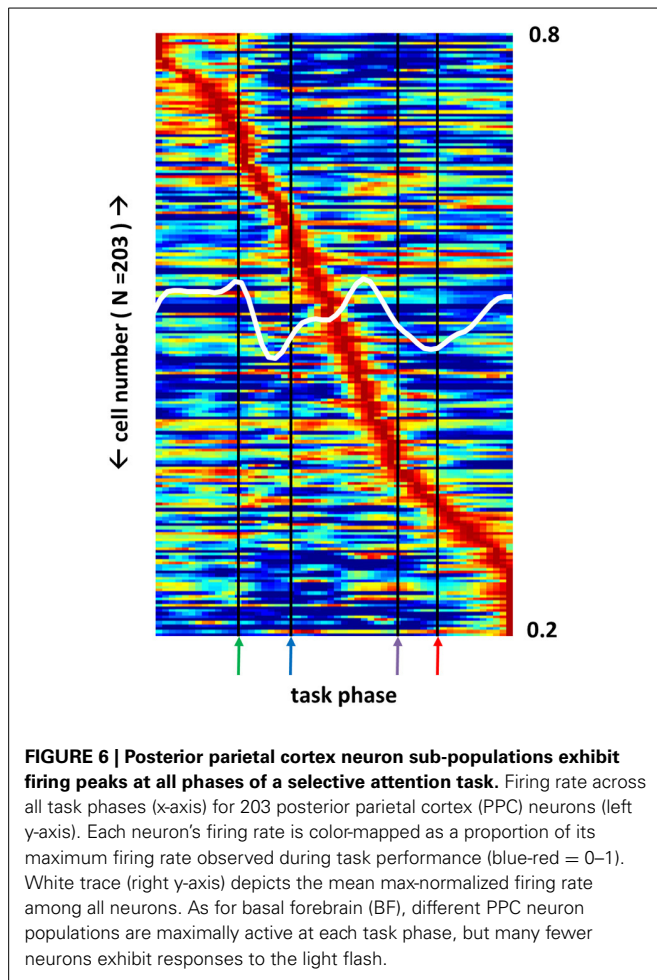 0.8
← cell number ( N =203 ) →
0.2
task phase
FIGURE 6 | Posterior parietal cortex neuron sub-populations exhibit
firing peaks at all phases of a selective attention task. Firing rate across
all task phases (x-axis) for 203 posterior parietal cortex (PPC) neurons (left
y-axis). Each neuron's firing rate is color-mapped as a proportion of its
maximum firing rate observed during task performance (blue-red = 0–1).
White trace (right y-axis) depicts the mean max-normalized firing rate
among all neurons. As for basal forebrain (BF), different PPC neuron
populations are maximally active at each task phase, but many fewer
neurons exhibit responses to the light flash.